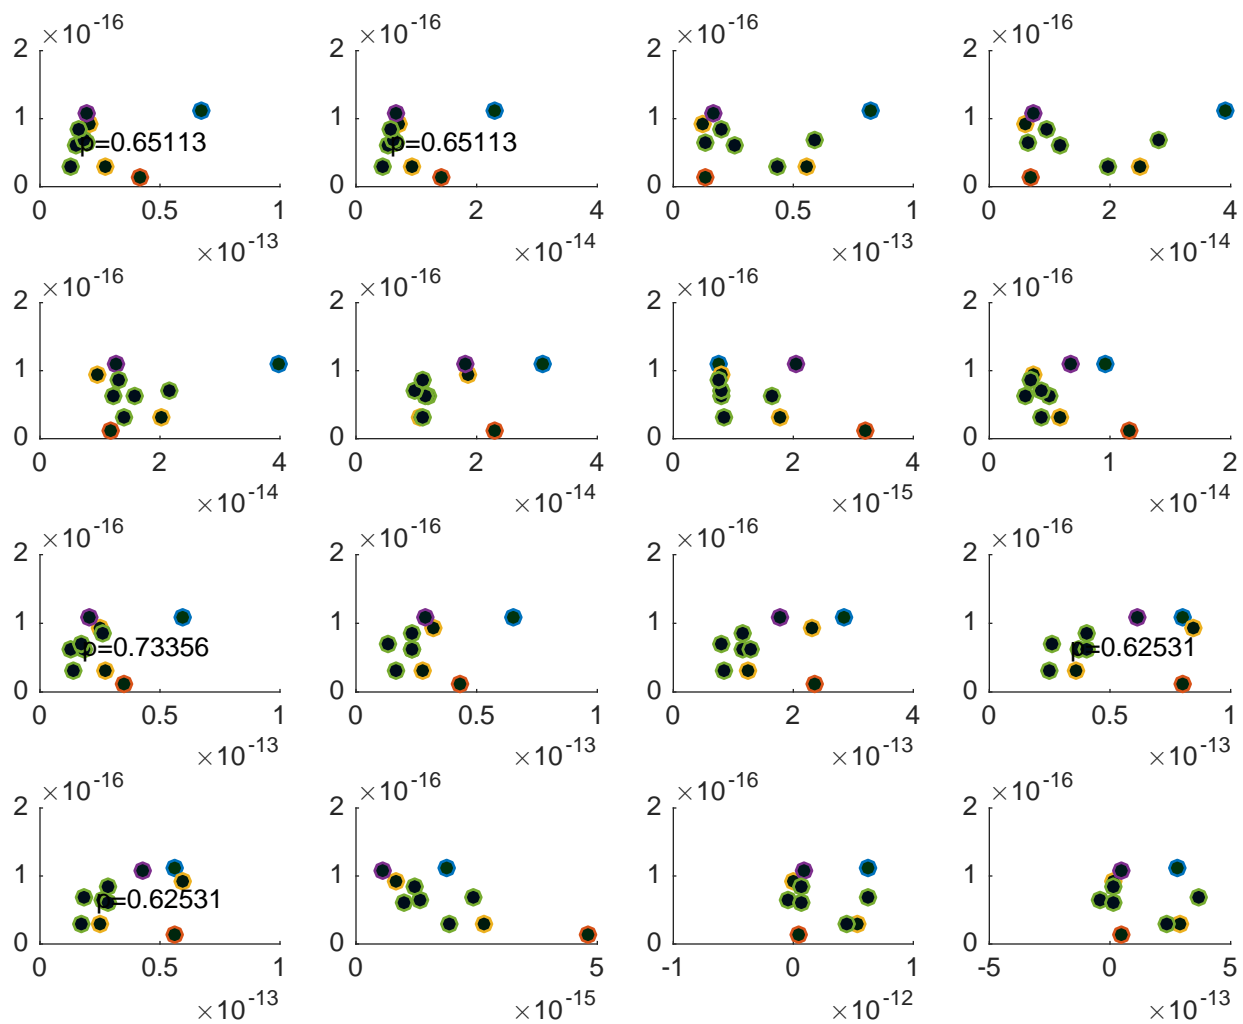 ×10-16 ×10-16 ×10-16 ×10-16
2 2 2 2
1 1 1 1
p=0.65113 p=0.65113
0 0 0 0
0 0.5 1 0 2 4 0 0.5 1 0 2 4
×10-13 ×10-14 ×10-13 ×10-14
×10-16 ×10-16 ×10-16 ×10-16
2 2 2 2
1 1 1 1
0 0 0 0
0 2 4 0 2 4 0 2 4 0 1 2
×10-14 ×10-14 ×10-15 ×10-14
×10-16 ×10-16 ×10-16 ×10-16
2 2 2 2
1 1 1 1
p=0.73356 p=0.62531
0 0 0 0
0 0.5 1 0 0.5 1 0 2 4 0 0.5 1
×10-13 ×10-13 ×10-13 ×10-13
×10-16 ×10-16 ×10-16 ×10-16
2 2 2 2
1 1 1 1
p=0.62531
0 0 0 0
0 0.5 1 0 5 -1 0 1 -5 0 5
×10-13 ×10-15 ×10-12 ×10-13